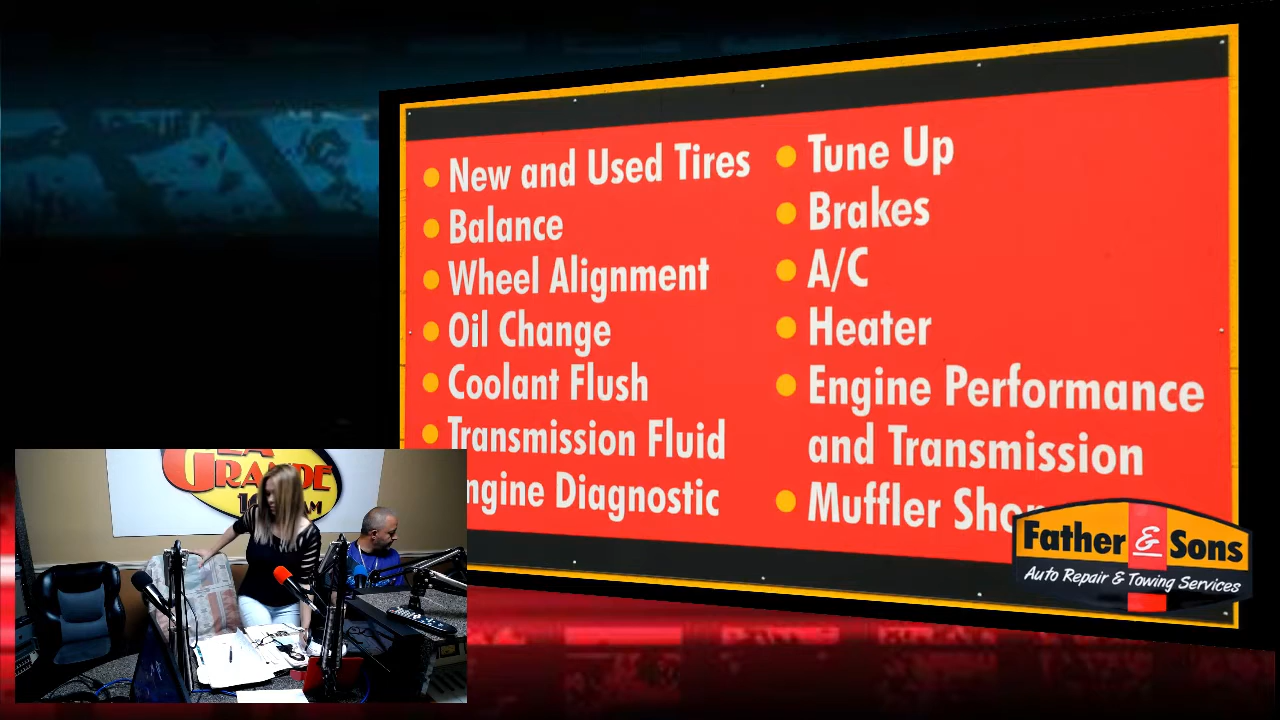 New and Used Tires
Balance
Wheel Alignment
Oil Change
Coolant Flush
Transmission Fluid
ngine Diagnostic
Tune Up
Brakes
A/C
Heater
Engine Performance
and Transmission
Muffler Sho
Father & Sons
Auto Repair & Towing Services
GRANDE